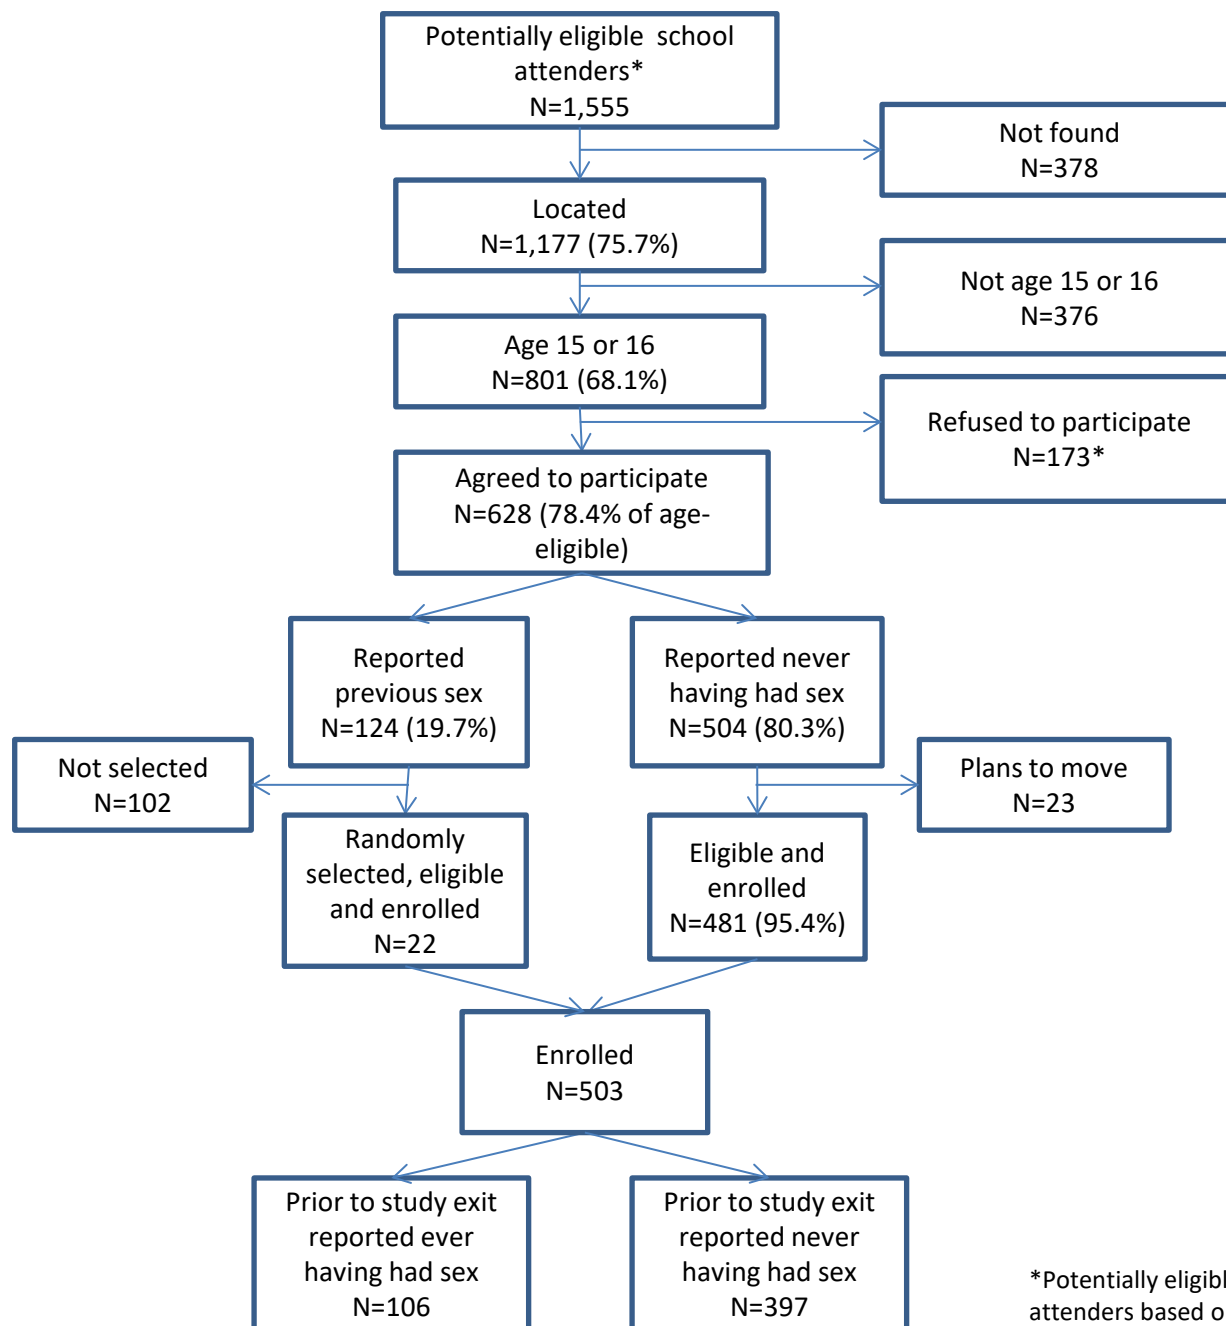 Potentially eligible school
attenders*
N=1,555
Not found
N=378
Located
N=1,177 (75.7%)
Not age 15 or 16
N=376
Age 15 or 16
N=801 (68.1%)
Refused to participate
N=173*
Agreed to participate
N=628 (78.4% of age-
eligible)
Reported
previous sex
N=124 (19.7%)
Reported never
having had sex
N=504 (80.3%)
Not selected
N=102
Plans to move
N=23
Randomly
selected, eligible
and enrolled
N=22
Eligible and
enrolled
N=481 (95.4%)
Enrolled
N=503
Prior to study exit
reported ever
having had sex
N=106
Prior to study exit
reported never
having had sex
N=397
*Potentially eligibl
attenders based o